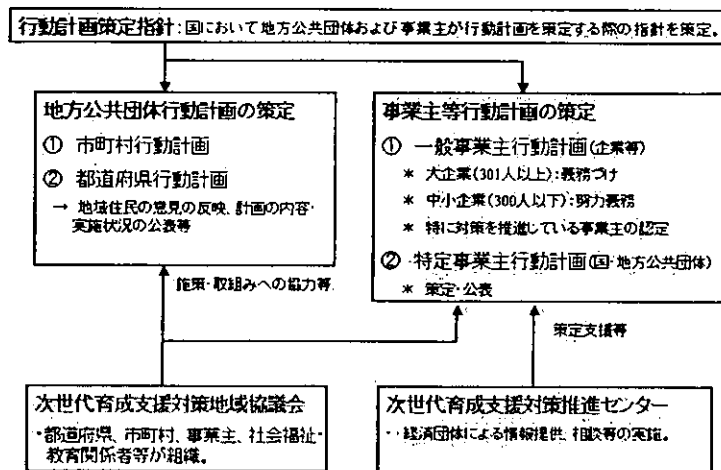 行動計画策定指針:国において地方公共団体および事業主が行動計画を策定する際の指針を策定。
地方公共団体行動計画の策定
① 市町村行動計画
② 都道府県行動計画
→ 地域住民の意見の反映、計画の内容・
実施状況の公表等
事業主等行動計画の策定
① 一般事業主行動計画(企業等)
* 大企業(301人以上):義務づけ
* 中小企業(300人以下):努力義務
* 特に対策を推進している事業主の認定
② 特定事業主行動計画(国・地方公共団体)
* 策定・公表
施策・取組みへの協力等
策定支援等
次世代育成支援対策地域協議会
・都道府県、市町村、事業主、社会福祉・
教育関係者等が組織。
次世代育成支援対策推進センター
・経済団体による情報提供、相談等の実施。